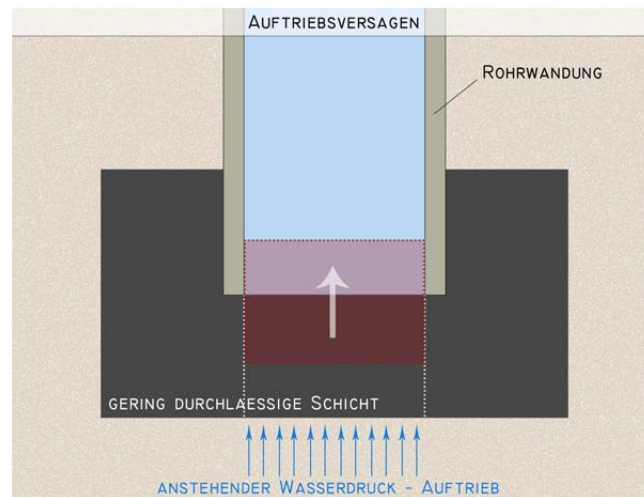 AUFTRIEBSVERSAGEN
ROHRWANDUNG
GERING DURCHLAESSIGE SCHICHT
ANSTEHENDER WASSERDRUCK - AUFTRIEB